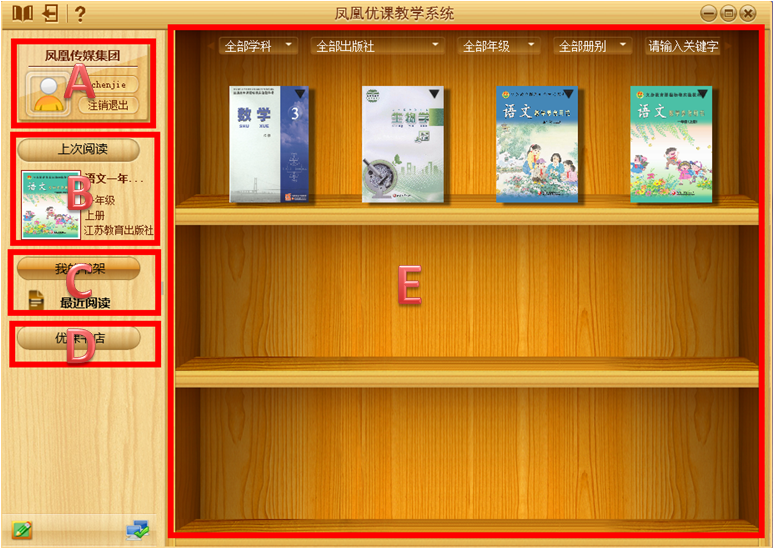 凤凰优课教学系统
凤凰传媒集团
A
chenjie
注销退出
上次阅读
语文一年...
B
一年级
上册
江苏教育出版社
C
最近阅读
D
全部学科
全部出版社
全部年级
全部册别
请输入关键字
数学
SHU XUE
3
生物学
语文
语文
E